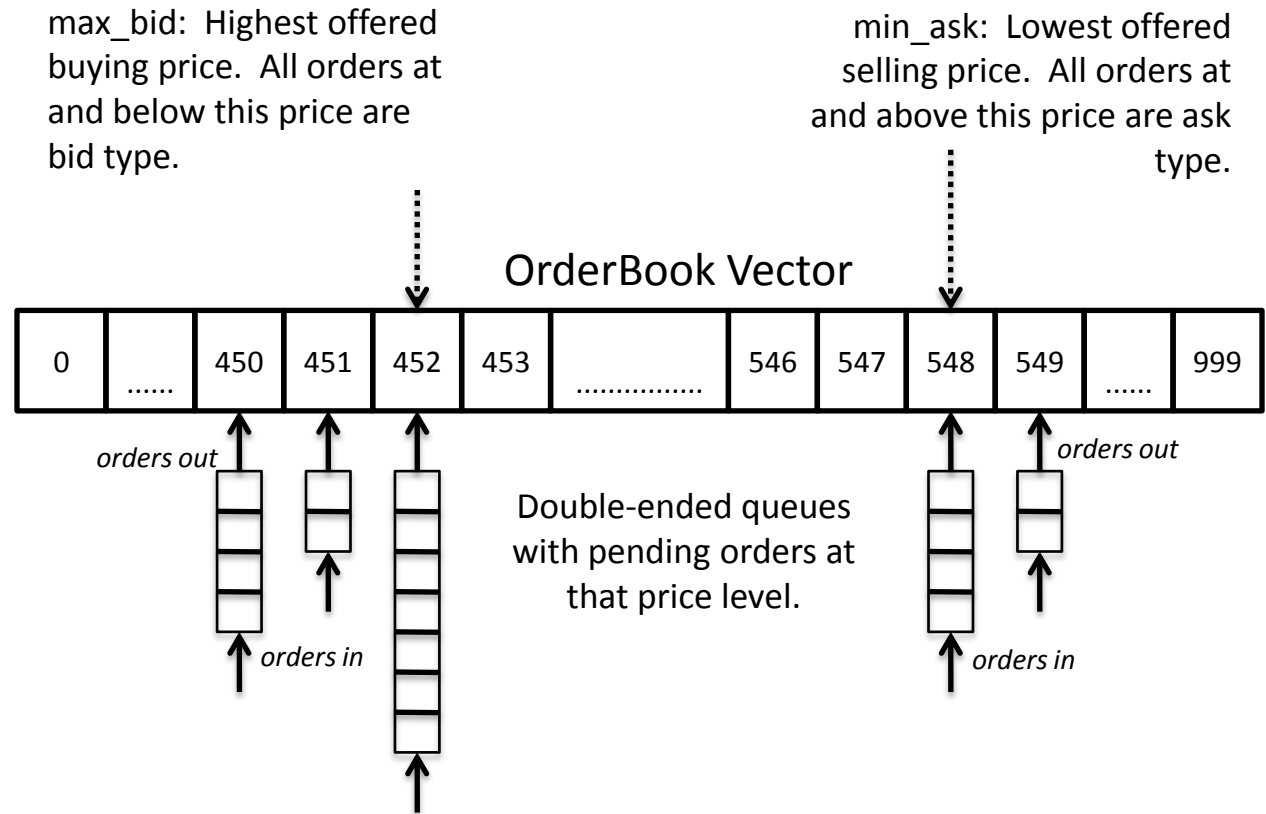 max_bid: Highest offered
buying price. All orders at
and below this price are
bid type.
min_ask: Lowest offered
selling price. All orders at
and above this price are ask
type.
OrderBook Vector
0 ...... 450 451 452 453 ................ 546 547 548 549 ...... 999
orders out
orders out
Double-ended queues
with pending orders at
that price level.
orders in
orders in